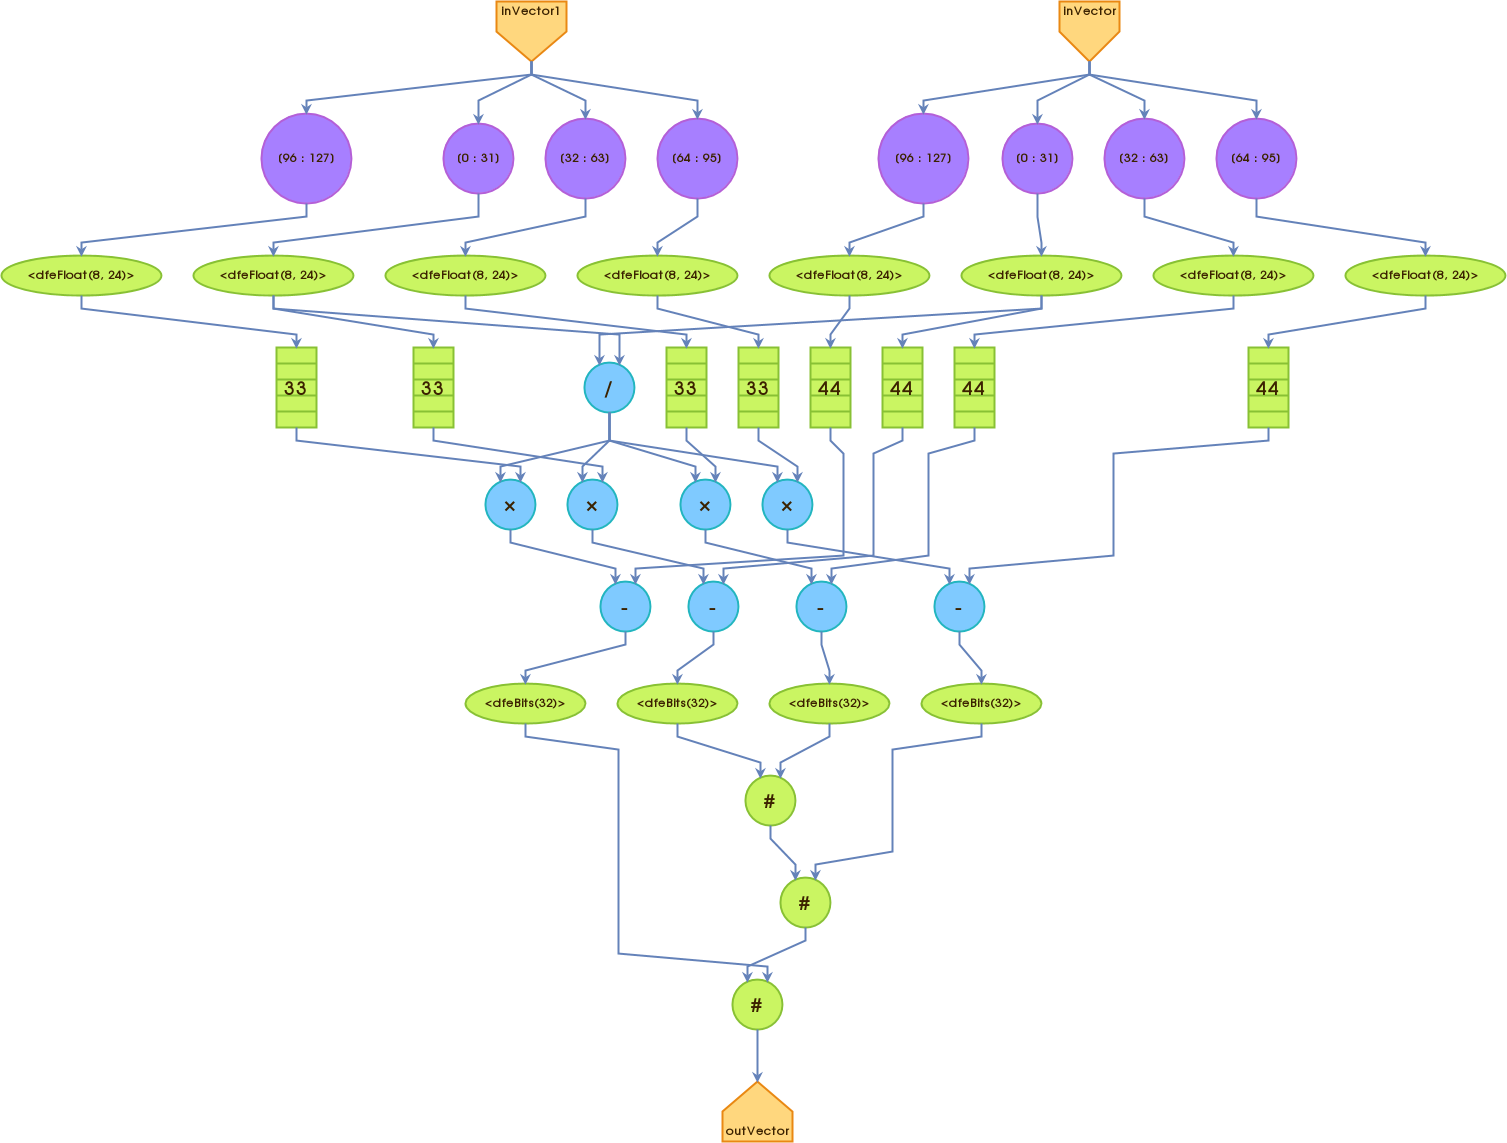 inVector1
inVector
[96 : 127]
[0 : 31]
[32 : 63]
[64 : 95]
[96 : 127]
[0 : 31]
[32 : 63]
[64 : 95]
<dfeFloat(8, 24)>
<dfeFloat(8, 24)>
<dfeFloat(8, 24)>
<dfeFloat(8, 24)>
<dfeFloat(8, 24)>
<dfeFloat(8, 24)>
<dfeFloat(8, 24)>
<dfeFloat(8, 24)>
33
33
/
33
33
44
44
44
44
×
×
×
×
-
-
-
-
<dfeBits(32)>
<dfeBits(32)>
<dfeBits(32)>
<dfeBits(32)>
#
#
#
outVector